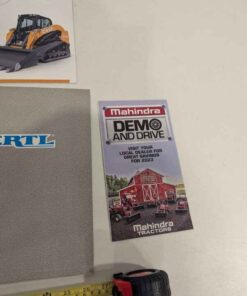 ERTL
Mahindra
DEMO
AND DRIVE
VISIT YOUR
LOCAL DEALER FOR
GREAT SAVINGS
FOR 2023
Mahindra
TRACTORS